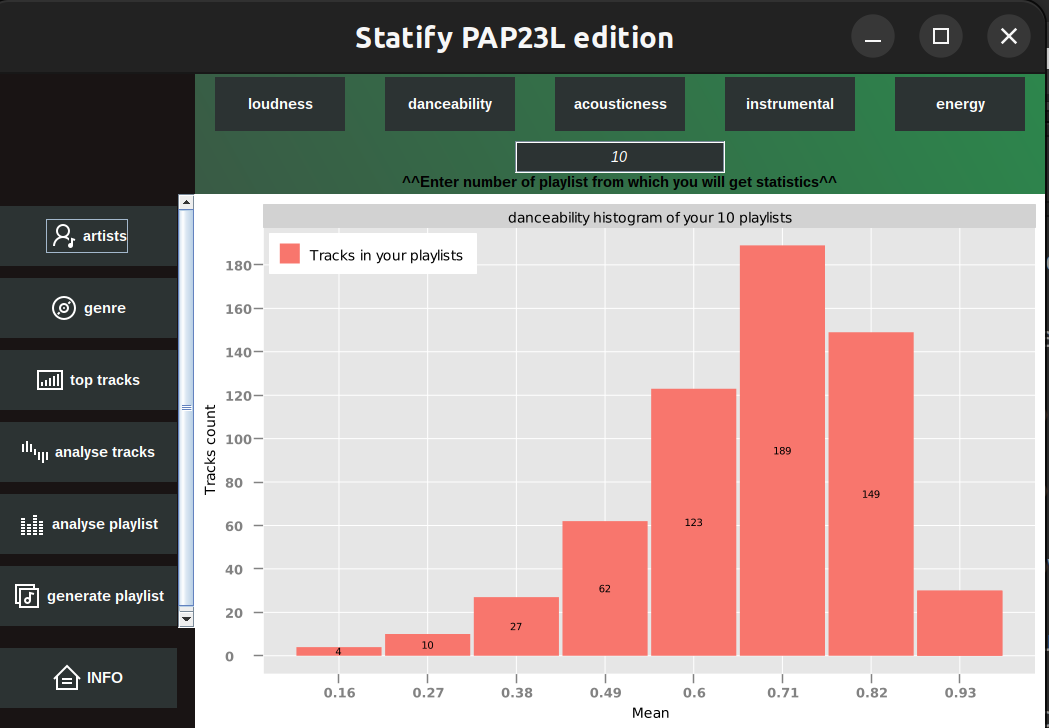 Statify PAP23L edition
loudness danceability acousticness instrumental energy
10
^^Enter number of playlist from which you will get statistics^^
artists
genre
top tracks
analyse tracks
analyse playlist
generate playlist
INFO
danceability histogram of your 10 playlists
Tracks in your playlists
Tracks count
180
160
140
120
100
80
60
40
20
0
4 10 27 62 123 189 149
0.16 0.27 0.38 0.49 0.6 0.71 0.82 0.93
Mean